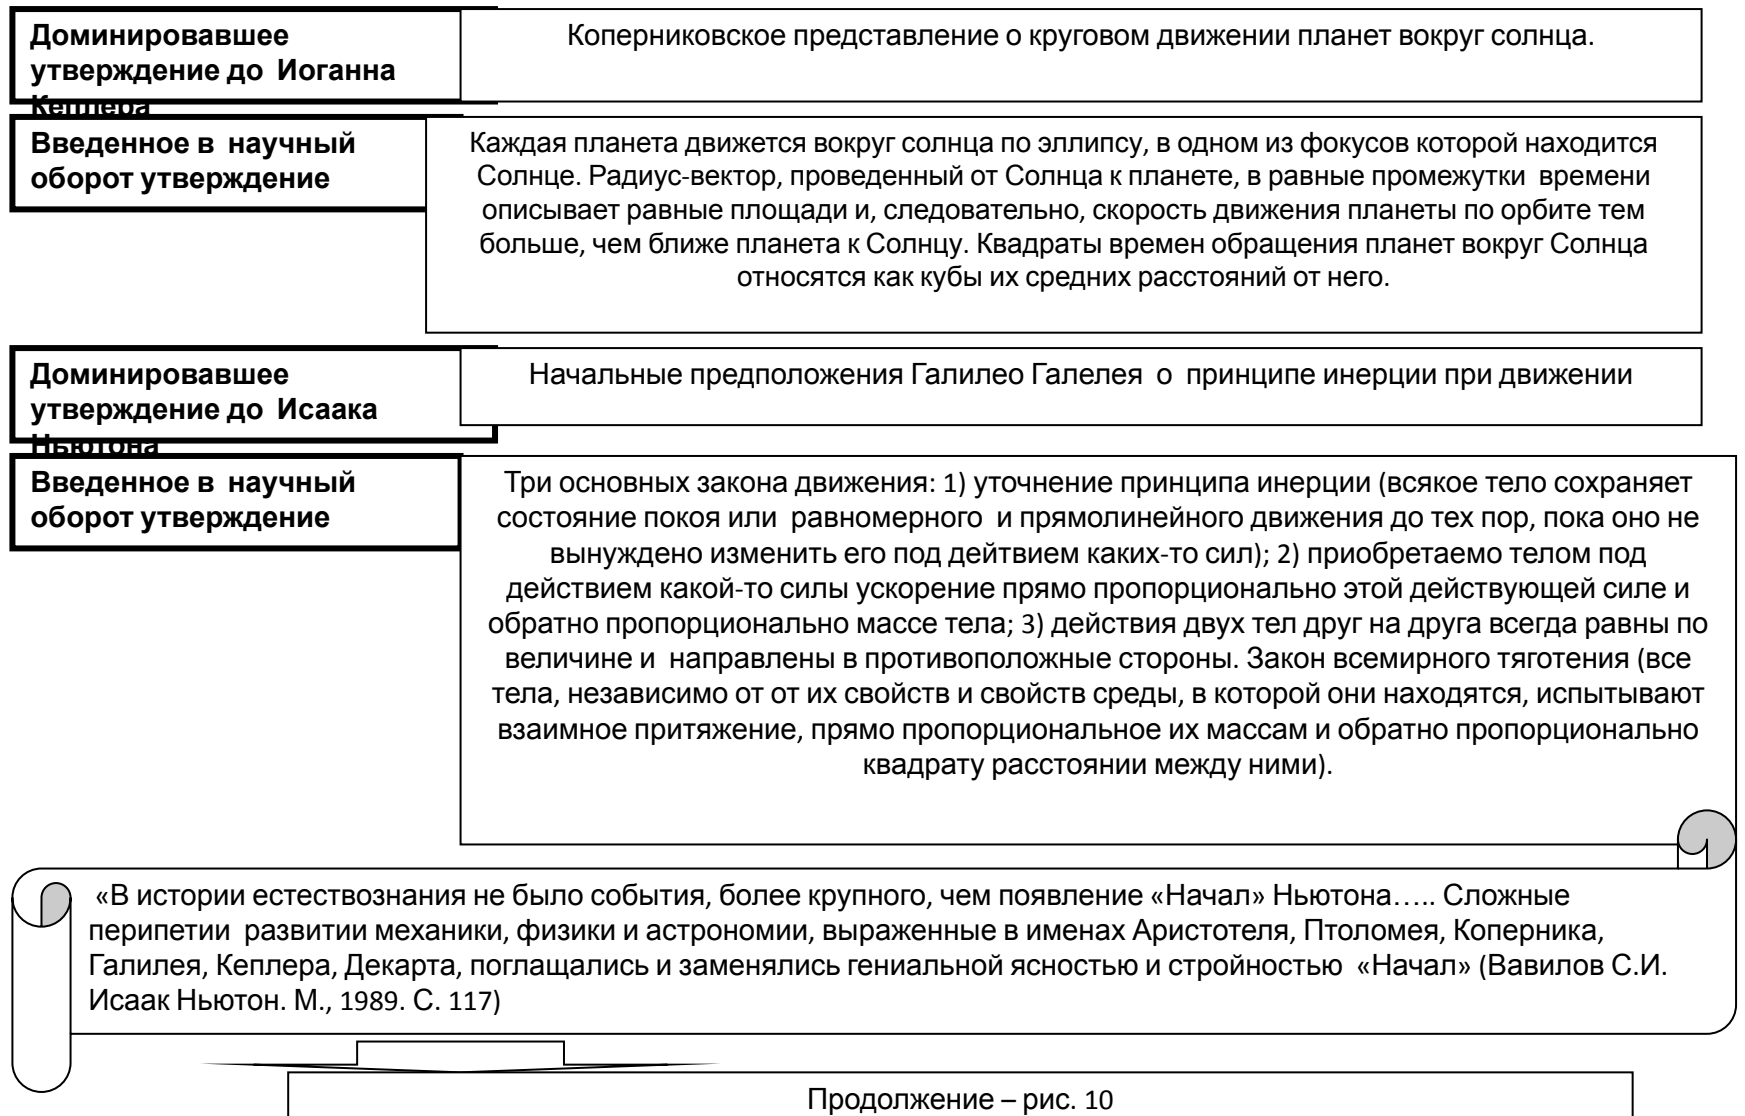 Доминировавшее
утверждение до Иоганна
Кеплера
Коперниковское представление о круговом движении планет вокруг солнца.
Введенное в научный
оборот утверждение
Каждая планета движется вокруг солнца по эллипсу, в одном из фокусов которой находится
Солнце. Радиус-вектор, проведенный от Солнца к планете, в равные промежутки времени
описывает равные площади и, следовательно, скорость движения планеты по орбите тем
больше, чем ближе планета к Солнцу. Квадраты времен обращения планет вокруг Солнца
относятся как кубы их средних расстояний от него.
Доминировавшее
утверждение до Исаака
Ньютона
Начальные предположения Галилео Галелея о принципе инерции при движении
Введенное в научный
оборот утверждение
Три основных закона движения: 1) уточнение принципа инерции (всякое тело сохраняет
состояние покоя или равномерного и прямолинейного движения до тех пор, пока оно не
вынуждено изменить его под дейтвием каких-то сил); 2) приобретаемо телом под
действием какой-то силы ускорение прямо пропорционально этой действующей силе и
обратно пропорционально массе тела; 3) действия двух тел друг на друга всегда равны по
величине и направлены в противоположные стороны. Закон всемирного тяготения (все
тела, независимо от от их свойств и свойств среды, в которой они находятся, испытывают
взаимное притяжение, прямо пропорциональное их массам и обратно пропорционально
квадрату расстоянии между ними).
«В истории естествознания не было события, более крупного, чем появление «Начал» Ньютона….. Сложные
перипетии развитии механики, физики и астрономии, выраженные в именах Аристотеля, Птоломея, Коперника,
Галилея, Кеплера, Декарта, поглащались и заменялись гениальной ясностью и стройностью «Начал» (Вавилов С.И.
Исаак Ньютон. М., 1989. С. 117)
Продолжение – рис. 10